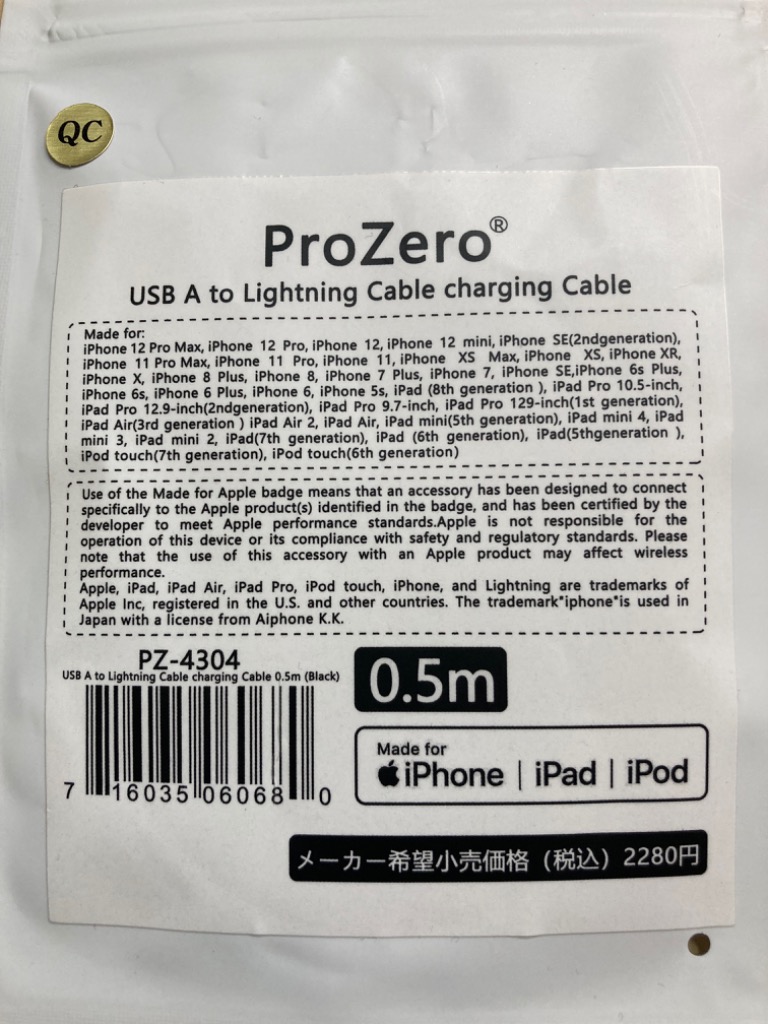 QC
ProZero®
USB A to Lightning Cable charging Cable
Made for:
iPhone 12 Pro Max, iPhone 12 Pro, iPhone 12, iPhone 12 mini, iPhone SE(2ndgeneration),
iPhone 11 Pro Max, iPhone 11 Pro, iPhone 11, iPhone XS Max, iPhone XS, iPhone XR,
iPhone X, iPhone 8 Plus, iPhone 8, iPhone 7 Plus, iPhone 7, iPhone SE,iPhone 6s Plus,
iPhone 6s, iPhone 6 Plus, iPhone 6, iPhone 5s, iPad (8th generation ), iPad Pro 10.5-inch,
iPad Pro 12.9-inch(2ndgeneration), iPad Pro 9.7-inch, iPad Pro 129-inch(1st generation),
iPad Air(3rd generation ) iPad Air 2, iPad Air, iPad mini(5th generation), iPad mini 4, iPad
mini 3, iPad mini 2, iPad(7th generation), iPad (6th generation), iPad(5thgeneration ),
iPod touch(7th generation), iPod touch(6th generation)
Use of the Made for Apple badge means that an accessory has been designed to connect
specifically to the Apple product(s) identified in the badge, and has been certified by the
developer to meet Apple performance standards.Apple is not responsible for the
operation of this device or its compliance with safety and regulatory standards. Please
note that the use of this accessory with an Apple product may affect wireless
performance.
Apple, iPad, iPad Air, iPad Pro, iPod touch, iPhone, and Lightning are trademarks of
Apple Inc, registered in the U.S. and other countries. The trademark"iphone"is used in
Japan with a license from Aiphone K.K.
PZ-4304
USB A to Lightning Cable charging Cable 0.5m (Black)
7 16035 06068 0
0.5m
Made for
iPhone | iPad | iPod
メーカー希望小売価格（税込）2280円